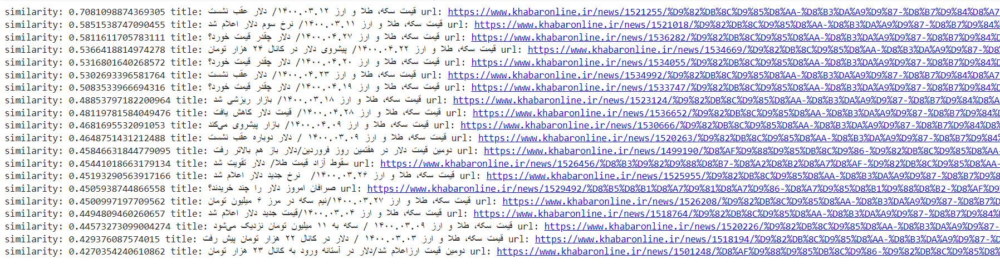 similarity: 0.7081098874369305 title: قیمت سکه، طلا و ارز ۱۴۰۰.۰۳.۱۲/ دلار عقب نشست url: https://www.khabaronline.ir/news/1521255/%D9%82%DB%8C%D9%85%D8%AA-%D8%B3%DA%A9%D9%87-%D8%B7%D9%84%D8%A7
similarity: 0.5851538747090455 title: قیمت سکه، طلا و ارز ۱۴۰۰.۰۳.۱۱/ نرخ سوم دلار اعلام شد url: https://www.khabaronline.ir/news/1521018/%D9%82%DB%8C%D9%85%D8%AA-%D8%B3%DA%A9%D9%87-%D8%B7%D9%84%
similarity: 0.5811611705783111 title: قیمت سکه، طلا و ارز ۱۴۰۰.۰۴.۲۷/ دلار چقدر قیمت خورد؟ url: https://www.khabaronline.ir/news/1536282/%D9%82%DB%8C%D9%85%D8%AA-%D8%B3%DA%A9%D9%87-%D8%B7%D9%84%D
similarity: 0.5366418814974278 title: قیمت سکه، طلا و ارز ۱۴۰۰.۰۴.۲۲/ پیشروی دلار در کانال ۲۴ هزار تومان url: https://www.khabaronline.ir/news/1534669/%D9%82%DB%8C%D9%85%D8%AA-%D8%B3%DA%A9%D9%87-%D8
similarity: 0.5316801640268572 title: قیمت سکه، طلا و ارز ۱۴۰۰.۰۴.۲۰/ دلار چقدر قیمت خورد؟ url: https://www.khabaronline.ir/news/1534055/%D9%82%DB%8C%D9%85%D8%AA-%D8%B3%DA%A9%D9%87-%D8%B7%D9%84%D
similarity: 0.5302693396581764 title: قیمت سکه، طلا و ارز ۱۴۰۰.۰۴.۲۳/ دلار عقب نشست url: https://www.khabaronline.ir/news/1534992/%D9%82%DB%8C%D9%85%D8%AA-%D8%B3%DA%A9%D9%87-%D8%B7%D9%84%D8%A7
similarity: 0.5083533966694316 title: قیمت سکه، طلا و ارز ۱۴۰۰.۰۴.۱۹/ دلار چقدر قیمت خورد؟ url: https://www.khabaronline.ir/news/1533747/%D9%82%DB%8C%D9%85%D8%AA-%D8%B3%DA%A9%D9%87-%D8%B7%D9%84%D
similarity: 0.48853797182200964 title: قیمت سکه، طلا و ارز ۱۴۰۰.۰۳.۱۸/ بازار ریزشی شد url: https://www.khabaronline.ir/news/1523124/%D9%82%DB%8C%D9%85%D8%AA-%D8%B3%DA%A9%D9%87-%D8%B7%D9%84%D8%A
similarity: 0.48119781584049476 title: قیمت سکه، طلا و ارز ۱۴۰۰.۰۴.۲۸/ قیمت دلار کاهش یافت url: https://www.khabaronline.ir/news/1536652/%D9%82%DB%8C%D9%85%D8%AA-%D8%B3%DA%A9%D9%87-%D8%B7%D9%84%D
similarity: 0.4681695532091053 title: قیمت سکه، طلا و ارز ۱۴۰۰.۰۴.۰۹/ بازار پیشروی می‌کند url: https://www.khabaronline.ir/news/1530666/%D9%82%DB%8C%D9%85%D8%AA-%D8%B3%DA%A9%D9%87-%D8%B7%D9%84%D8
similarity: 0.4648751431212488 title: قیمت سکه، طلا و ارز ۱۴۰۰.۰۳.۰۹ / دلار دوباره عقب نشست url: https://www.khabaronline.ir/news/1520263/%D9%82%DB%8C%D9%85%D8%AA-%D8%B3%DA%A9%D9%87-%D8%B7%D9%84
similarity: 0.45846631844779095 title: دومین قیمت دلار در هفتمین روز فروردین/دلار باز هم بالاتر رفت url: https://www.khabaronline.ir/news/1499190/%D8%AF%D9%88%D9%85%DB%8C%D9%86-%D9%82%DB%8C%D9%85%D8%AA-
similarity: 0.45441018663179134 title: سقوط آزاد قیمت طلا/ دلار تقویت شد url: https://www.khabaronline.ir/news/1526456/%D8%B3%D9%82%D9%88%D8%B7-%D8%A2%D8%B2%D8%A7%D8%AF-%D9%82%DB%8C%D9%85%D8%AA-
similarity: 0.45193290563917166 title: قیمت سکه، طلا و ارز ۱۴۰۰.۰۳.۲۶/  نرخ جدید دلار اعلام شد url: https://www.khabaronline.ir/news/1525955/%D9%82%DB%8C%D9%85%D8%AA-%D8%B3%DA%A9%D9%87-%D8%B7%D9%8
similarity: 0.4505938744866558 title: صرافان امروز دلار را چند خریدند؟ url: https://www.khabaronline.ir/news/1529492/%D8%B5%D8%B1%D8%A7%D9%81%D8%A7%D9%86-%D8%A7%D9%85%D8%B1%D9%88%D8%B2-%D8%AF%D9
similarity: 0.4500997197709562 title: قیمت سکه، طلا و ارز ۱۴۰۰.۰۳.۲۷/نیم سکه در مرز ۶ میلیون تومان url: https://www.khabaronline.ir/news/1526208/%D9%82%DB%8C%D9%85%D8%AA-%D8%B3%DA%A9%D9%87-%D8%B7%D
similarity: 0.4494809460260657 title: قیمت سکه، طلا و ارز ۱۴۰۰.۰۳.۰۴/قیمت جدید دلار اعلام شد url: https://www.khabaronline.ir/news/1518764/%D9%82%DB%8C%D9%85%D8%AA-%D8%B3%DA%A9%D9%87-%D8%B7%D9%84%
similarity: 0.44573273099004274 title: قیمت سکه، طلا و ارز ۱۴۰۰.۰۳.۰۹ / سکه به ۱۱ میلیون تومان نزدیک می‌شود url: https://www.khabaronline.ir/news/1520226/%D9%82%DB%8C%D9%85%D8%AA-%D8%B3%DA%A9%D9%87-
similarity: 0.429376087574015 title: قیمت سکه، طلا و ارز ۱۴۰۰.۰۳.۰۳ / دلار در کانال ۲۲ هزار تومان پیش رفت url: https://www.khabaronline.ir/news/1518194/%D9%82%DB%8C%D9%85%D8%AA-%D8%B3%DA%A9%D9%87-%D
similarity: 0.4270354240610862 title: دومین قیمت ارزاعلام شد/دلار در آستانه ورود به کانال ۲۳ هزار تومان url: https://www.khabaronline.ir/news/1501248/%D8%AF%D9%88%D9%85%DB%8C%D9%86-%D9%82%DB%8C%D9%85%D8%